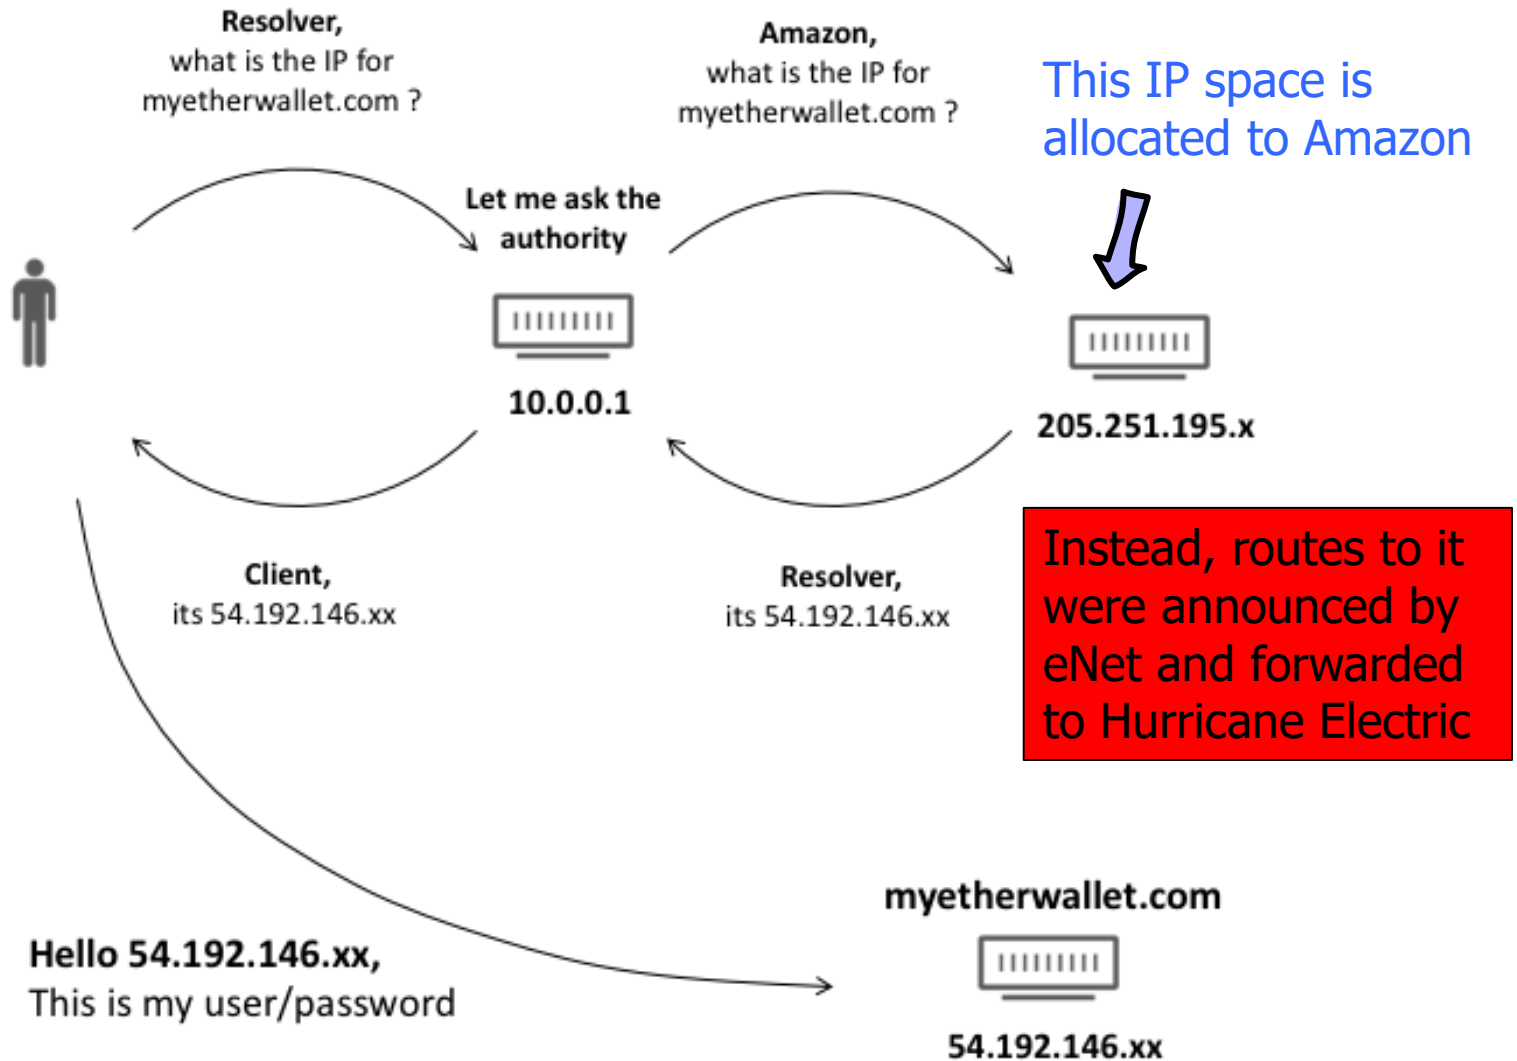 Resolver,
what is the IP for
myetherwallet.com ?
Amazon,
what is the IP for
myetherwallet.com ?
This IP space is
allocated to Amazon
Let me ask the
authority
10.0.0.1
205.251.195.x
Client,
its 54.192.146.xx
Resolver,
its 54.192.146.xx
Instead, routes to it
were announced by
eNet and forwarded
to Hurricane Electric
Hello 54.192.146.xx,
This is my user/password
myetherwallet.com
54.192.146.xx